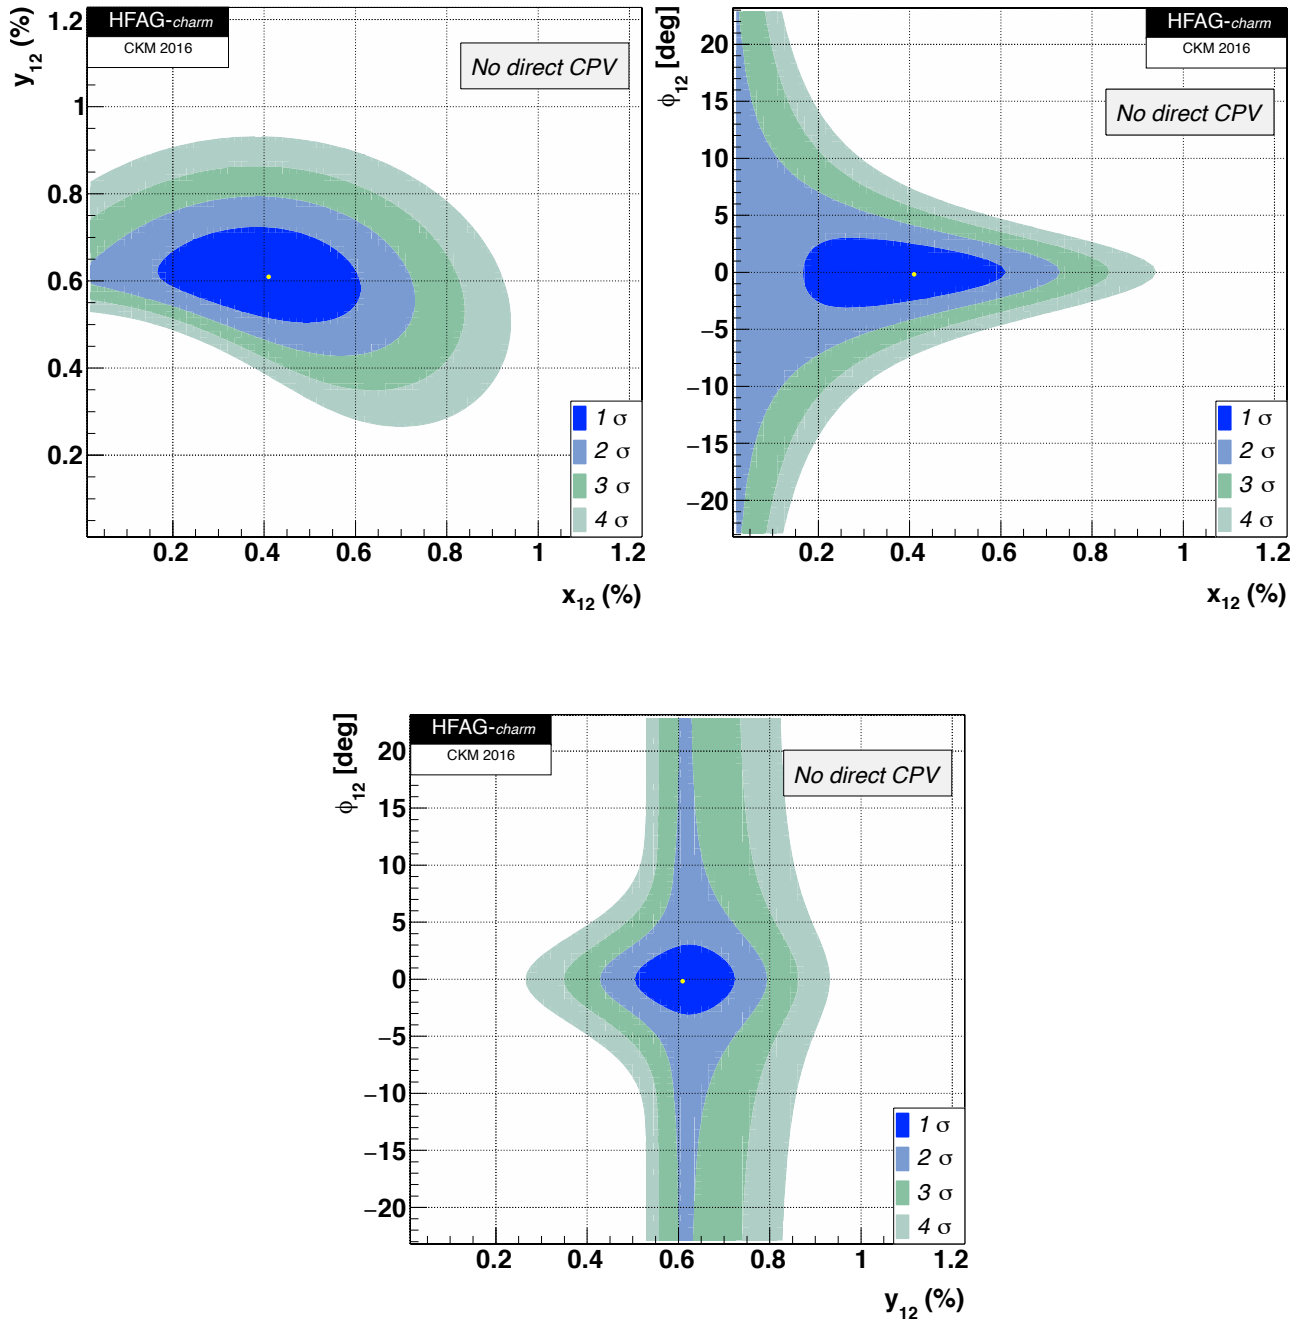 HFAG-charm
CKM 2016
No direct CPV
y12 (%)
1.2
1
0.8
0.6
0.4
0.2
0.2 0.4 0.6 0.8 1 1.2
x12 (%)
1 σ
2 σ
3 σ
4 σ
HFAG-charm
CKM 2016
No direct CPV
ϕ12 [deg]
20
15
10
5
0
−5
−10
−15
−20
0.2 0.4 0.6 0.8 1 1.2
x12 (%)
1 σ
2 σ
3 σ
4 σ
HFAG-charm
CKM 2016
No direct CPV
ϕ12 [deg]
20
15
10
5
0
−5
−10
−15
−20
0.2 0.4 0.6 0.8 1 1.2
y12 (%)
1 σ
2 σ
3 σ
4 σ